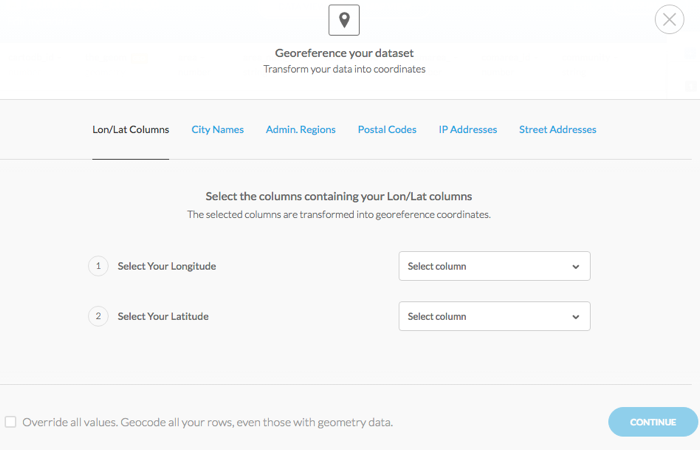 Georeference your dataset
Transform your data into coordinates
Lon/Lat Columns City Names Admin. Regions Postal Codes IP Addresses Street Addresses
Select the columns containing your Lon/Lat columns
The selected columns are transformed into georeference coordinates.
1 Select Your Longitude Select column
2 Select Your Latitude Select column
Override all values. Geocode all your rows, even those with geometry data. CONTINUE